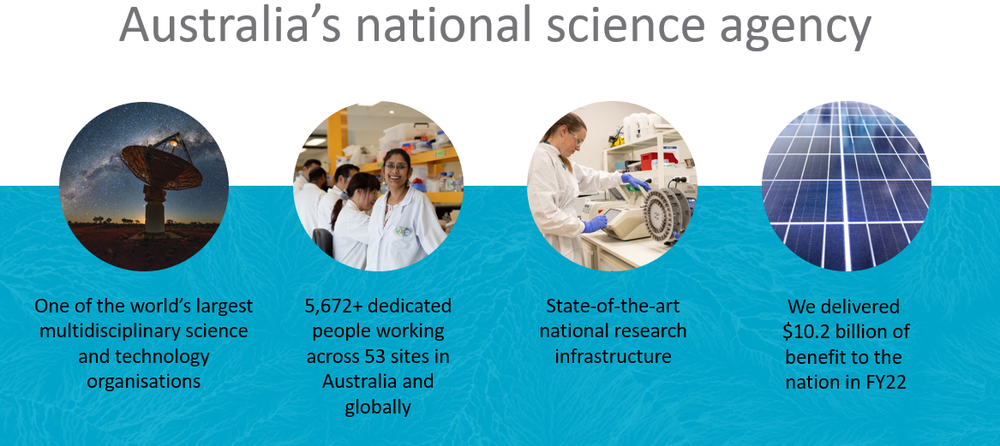 Australia’s national science agency
One of the world’s largest
multidisciplinary science
and technology
organisations
5,672+ dedicated
people working
across 53 sites in
Australia and
globally
State-of-the-art
national research
infrastructure
We delivered
$10.2 billion of
benefit to the
nation in FY22